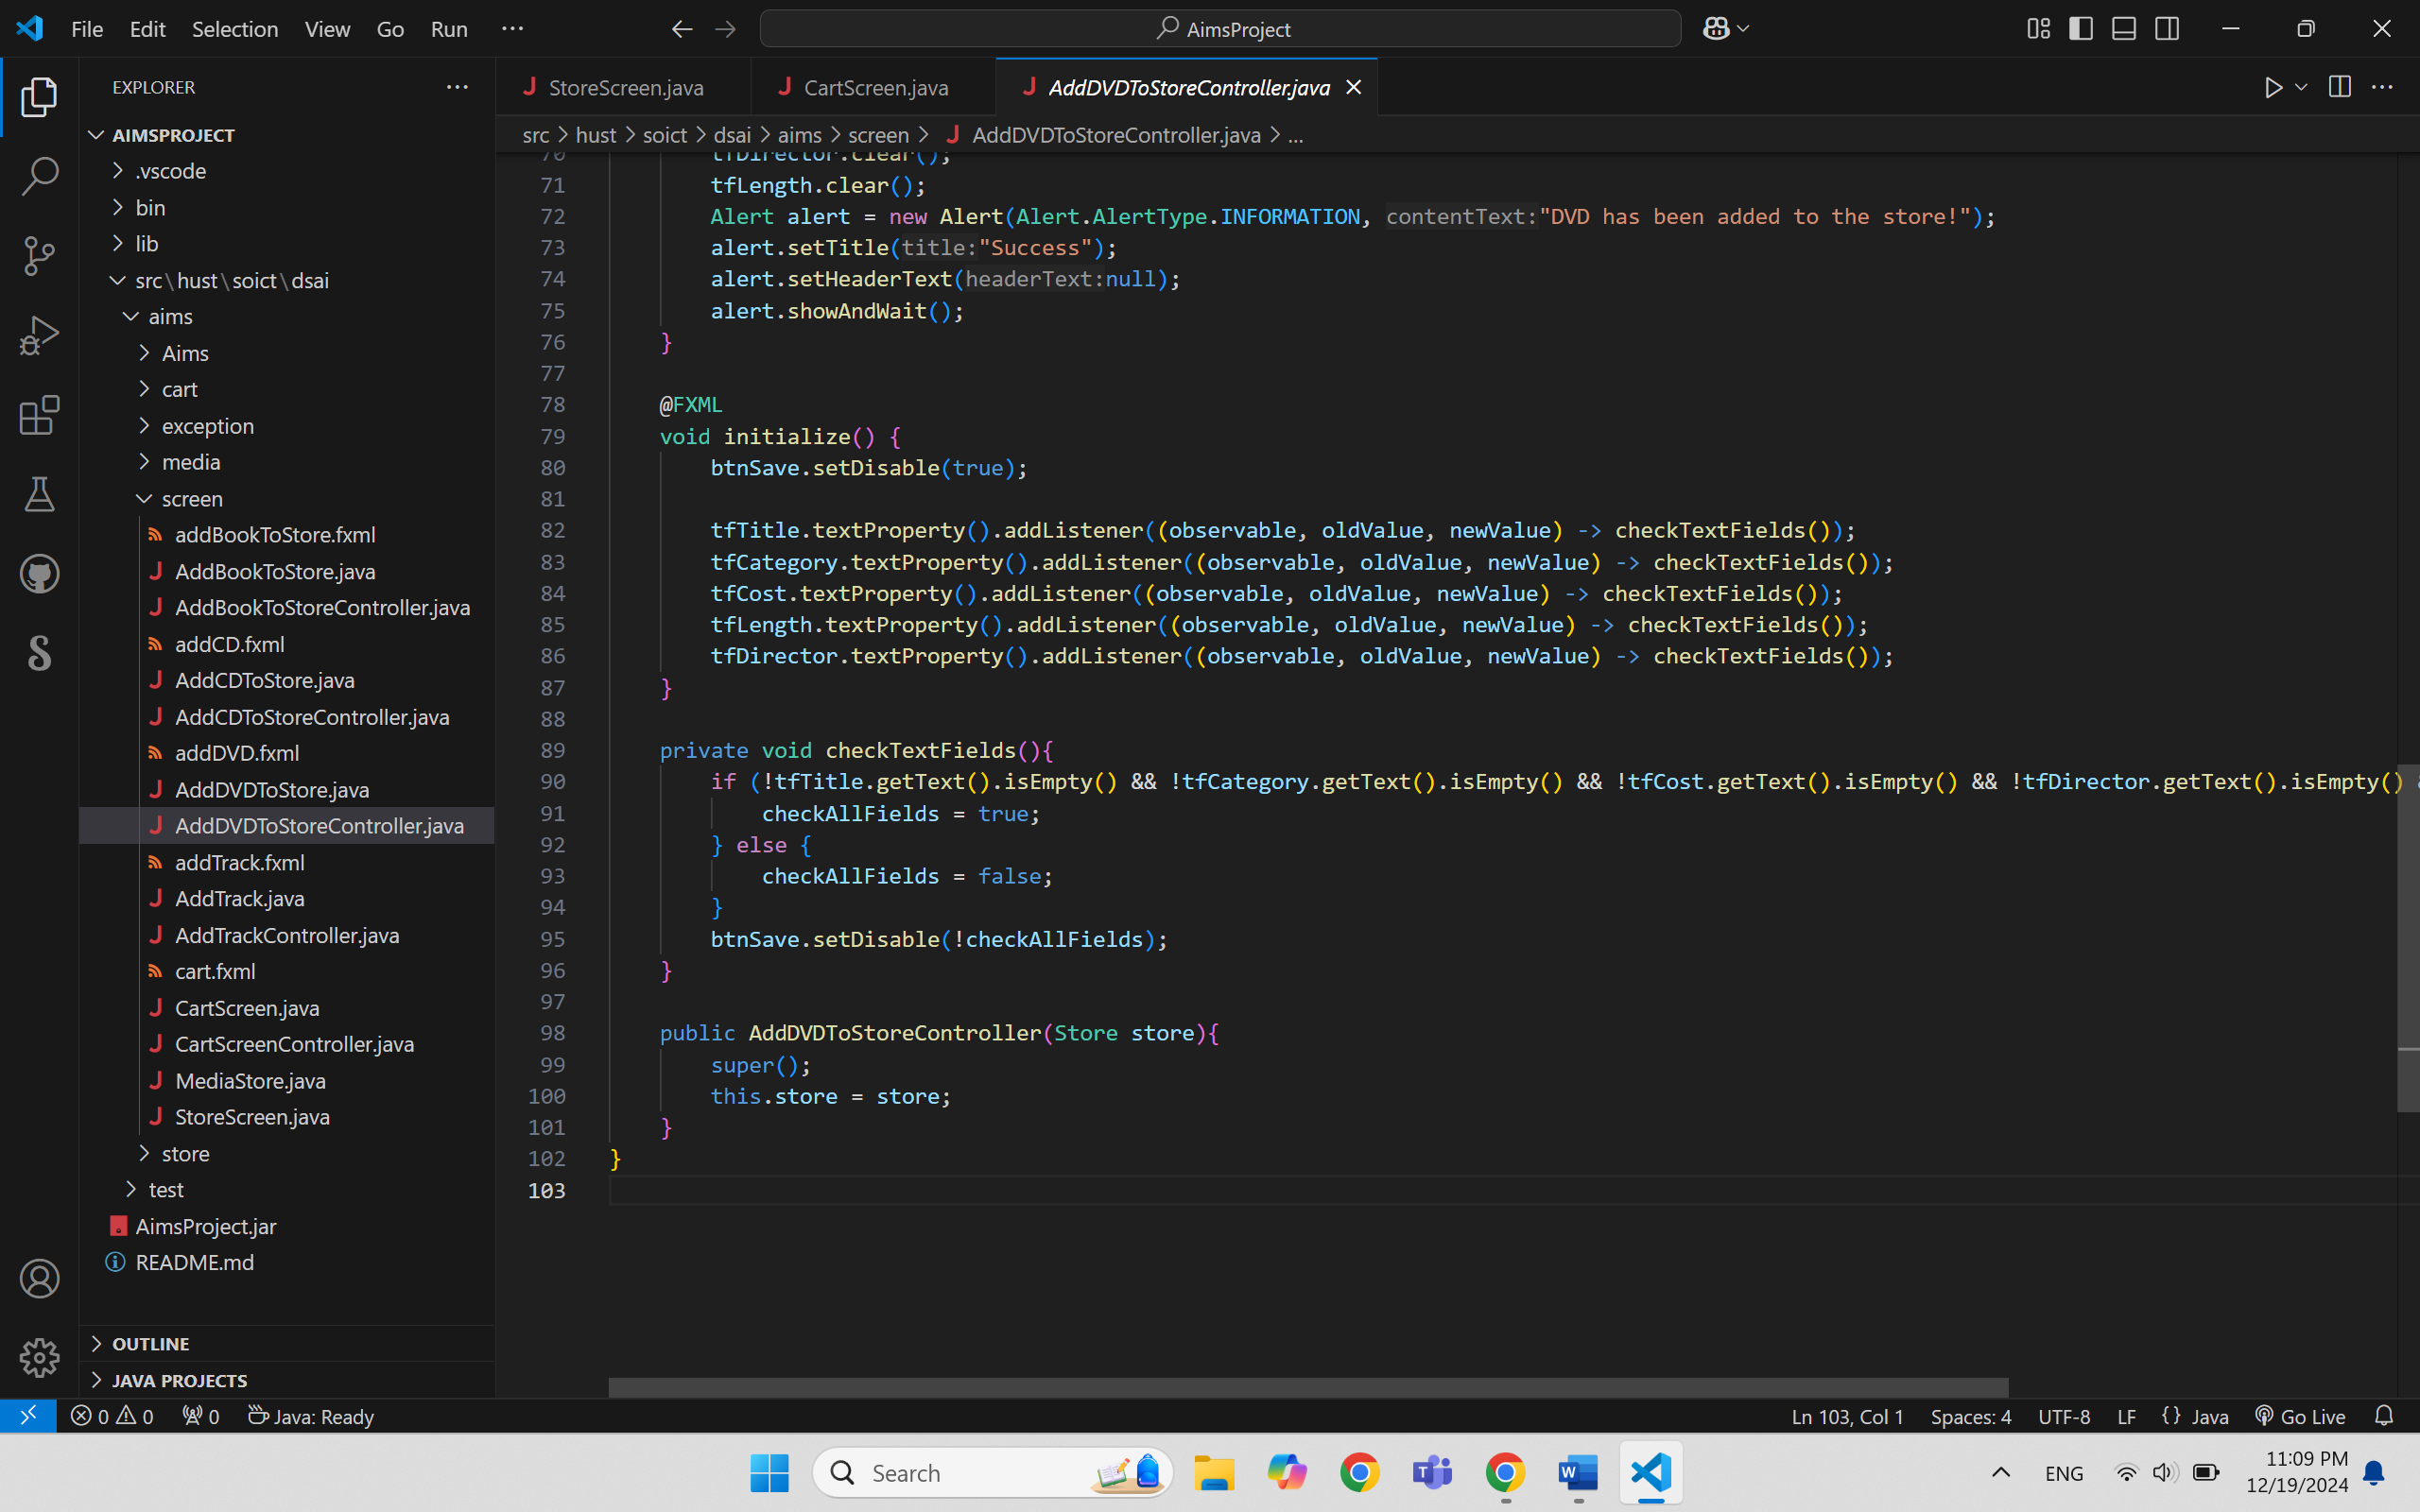 File Edit Selection View Go Run ···
AimsProject
EXPLORER
AIMSPROJECT
.vscode
bin
lib
src\hust\soict\dsai
aims
Aims
cart
exception
media
screen
addBookToStore.fxml
AddBookToStore.java
AddBookToStoreController.java
addCD.fxml
AddCDToStore.java
AddCDToStoreController.java
addDVD.fxml
AddDVDToStore.java
AddDVDToStoreController.java
addTrack.fxml
AddTrack.java
AddTrackController.java
cart.fxml
CartScreen.java
CartScreenController.java
MediaStore.java
StoreScreen.java
store
test
AimsProject.jar
README.md
OUTLINE
JAVA PROJECTS
StoreScreen.java CartScreen.java AddDVDToStoreController.java
src > hust > soict > dsai > aims > screen > AddDVDToStoreController.java > ...
70 tfDirector.clear();
71 tfLength.clear();
72 Alert alert = new Alert(Alert.AlertType.INFORMATION, contentText:"DVD has been added to the store!");
73 alert.setTitle(title:"Success");
74 alert.setHeaderText(headerText:null);
75 alert.showAndWait();
76 }
77
78 @FXML
79 void initialize() {
80 btnSave.setDisable(true);
81
82 tfTitle.textProperty().addListener((observable, oldValue, newValue) -> checkTextFields());
83 tfCategory.textProperty().addListener((observable, oldValue, newValue) -> checkTextFields());
84 tfCost.textProperty().addListener((observable, oldValue, newValue) -> checkTextFields());
85 tfLength.textProperty().addListener((observable, oldValue, newValue) -> checkTextFields());
86 tfDirector.textProperty().addListener((observable, oldValue, newValue) -> checkTextFields());
87 }
88
89 private void checkTextFields(){
90 if (!tfTitle.getText().isEmpty() && !tfCategory.getText().isEmpty() && !tfCost.getText().isEmpty() && !tfDirector.getText().isEmpty()
91 checkAllFields = true;
92 } else {
93 checkAllFields = false;
94 }
95 btnSave.setDisable(!checkAllFields);
96 }
97
98 public AddDVDToStoreController(Store store){
99 super();
100 this.store = store;
101 }
102 }
103
0 0 0 Java: Ready Ln 103, Col 1 Spaces: 4 UTF-8 LF {} Java Go Live
Search
ENG
11:09 PM
12/19/2024